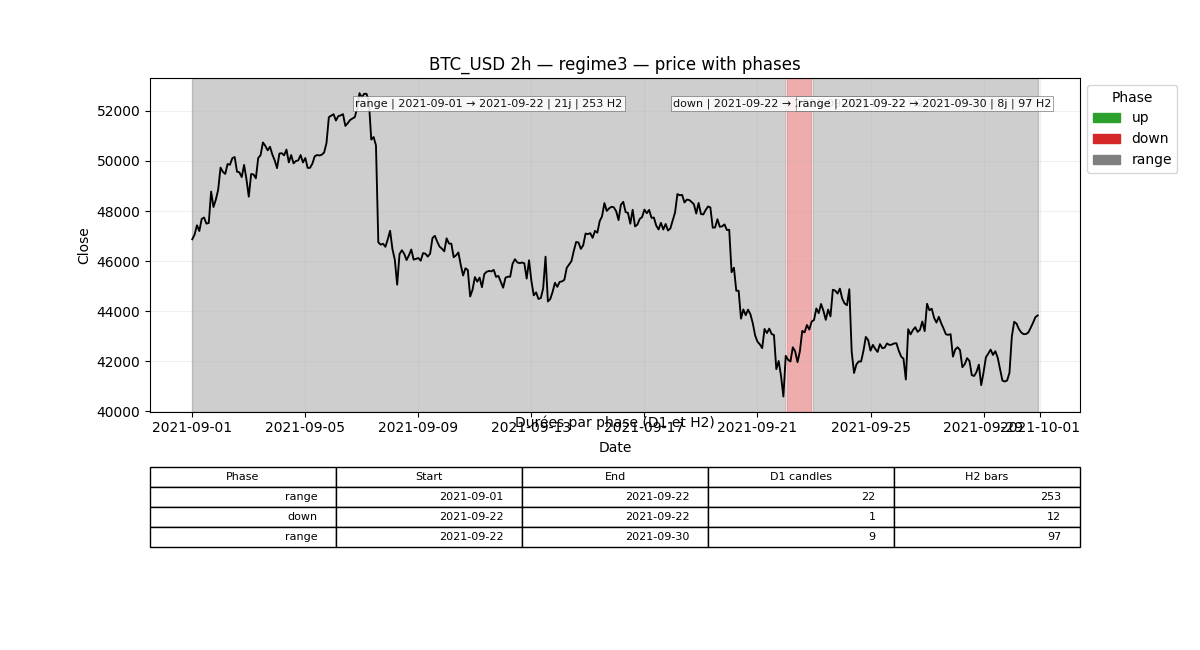 BTC_USD 2h — regime3 — price with phases
range | 2021-09-01 → 2021-09-22 | 21j | 253 H2
down | 2021-09-22 →
range | 2021-09-22 → 2021-09-30 | 8j | 97 H2
Phase
up
down
range
Close
52000
50000
48000
46000
44000
42000
40000
2021-09-01
2021-09-05
2021-09-09
2021-09-13
2021-09-17
2021-09-21
2021-09-25
2021-09-29
2021-10-01
Durées par phase (D1 et H2)
Date
Phase Start End D1 candles H2 bars
range 2021-09-01 2021-09-22 22 253
down 2021-09-22 2021-09-22 1 12
range 2021-09-22 2021-09-30 9 97